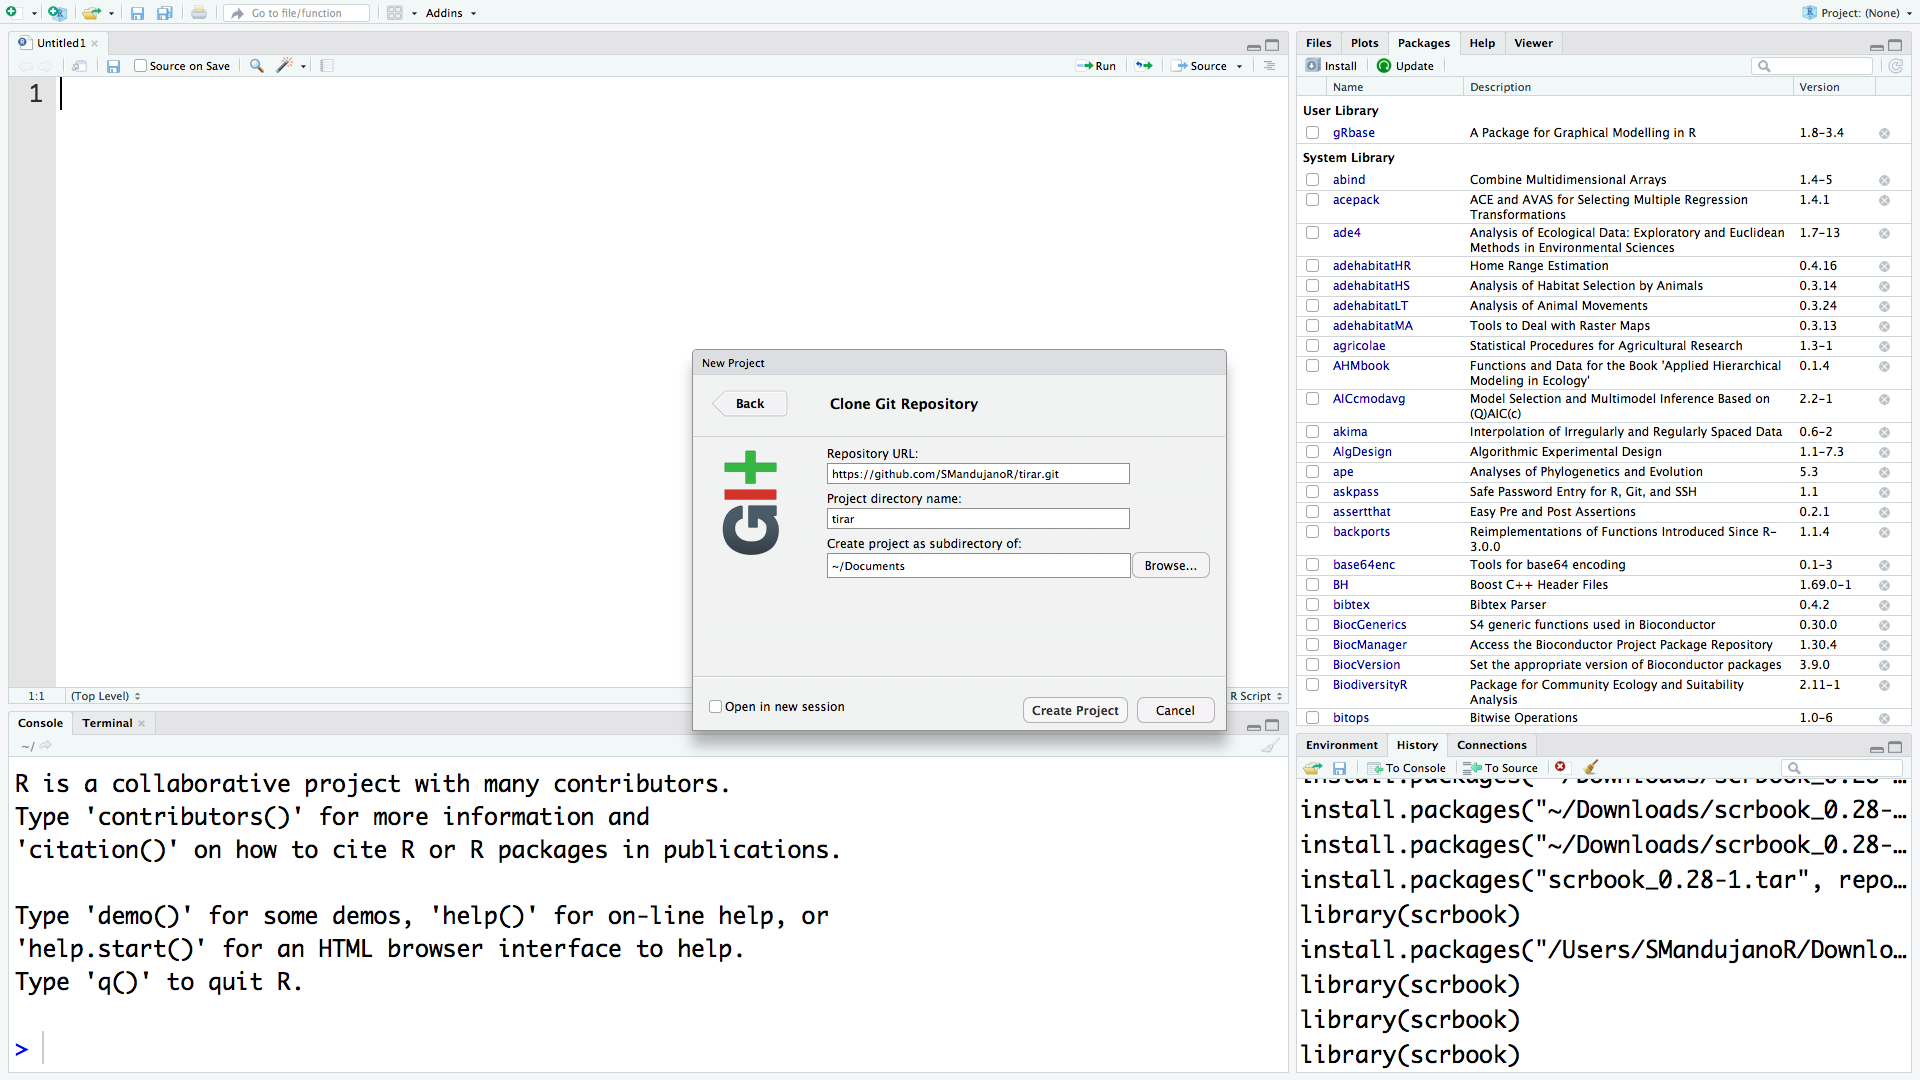 Go to file/function
Addins
Project: (None)
Untitled1
Source on Save
Run
Source
1
1:1
(Top Level)
R Script
Console
Terminal
~/
R is a collaborative project with many contributors.
Type 'contributors()' for more information and
'citation()' on how to cite R or R packages in publications.
Type 'demo()' for some demos, 'help()' for on-line help, or
'help.start()' for an HTML browser interface to help.
Type 'q()' to quit R.
>
New Project
Back
Clone Git Repository
GIT
Repository URL:
https://github.com/SMandujanoR/tirar.git
Project directory name:
tirar
Create project as subdirectory of:
~/Documents
Browse...
Open in new session
Create Project
Cancel
Files
Plots
Packages
Help
Viewer
Install
Update
Name Description Version
User Library
gRbase A Package for Graphical Modelling in R 1.8-3.4
System Library
abind Combine Multidimensional Arrays 1.4-5
acepack ACE and AVAS for Selecting Multiple Regression 1.4.1
Transformations
ade4 Analysis of Ecological Data: Exploratory and Euclidean 1.7-13
Methods in Environmental Sciences
adehabitatHR Home Range Estimation 0.4.16
adehabitatHS Analysis of Habitat Selection by Animals 0.3.14
adehabitatLT Analysis of Animal Movements 0.3.24
adehabitatMA Tools to Deal with Raster Maps 0.3.13
agricolae Statistical Procedures for Agricultural Research 1.3-1
AHMbook Functions and Data for the Book 'Applied Hierarchical 0.1.4
Modeling in Ecology'
AICcmodavg Model Selection and Multimodel Inference Based on 2.2-1
(Q)AIC(c)
akima Interpolation of Irregularly and Regularly Spaced Data 0.6-2
AlgDesign Algorithmic Experimental Design 1.1-7.3
ape Analyses of Phylogenetics and Evolution 5.3
askpass Safe Password Entry for R, Git, and SSH 1.1
assertthat Easy Pre and Post Assertions 0.2.1
backports Reimplementations of Functions Introduced Since R- 1.1.4
3.0.0
base64enc Tools for base64 encoding 0.1-3
BH Boost C++ Header Files 1.69.0-1
bibtex Bibtex Parser 0.4.2
BiocGenerics S4 generic functions used in Bioconductor 0.30.0
BiocManager Access the Bioconductor Project Package Repository 1.30.4
BiocVersion Set the appropriate version of Bioconductor packages 3.9.0
BiodiversityR Package for Community Ecology and Suitability 2.11-1
Analysis
bitops Bitwise Operations 1.0-6
Environment
History
Connections
To Console
To Source
install.packages("~/Downloads/scrbook_0.28-...
install.packages("~/Downloads/scrbook_0.28-...
install.packages("~/Downloads/scrbook_0.28-...
install.packages("scrbook_0.28-1.tar", repo...
library(scrbook)
install.packages("/Users/SMandujanoR/Downlo...
library(scrbook)
library(scrbook)
library(scrbook)